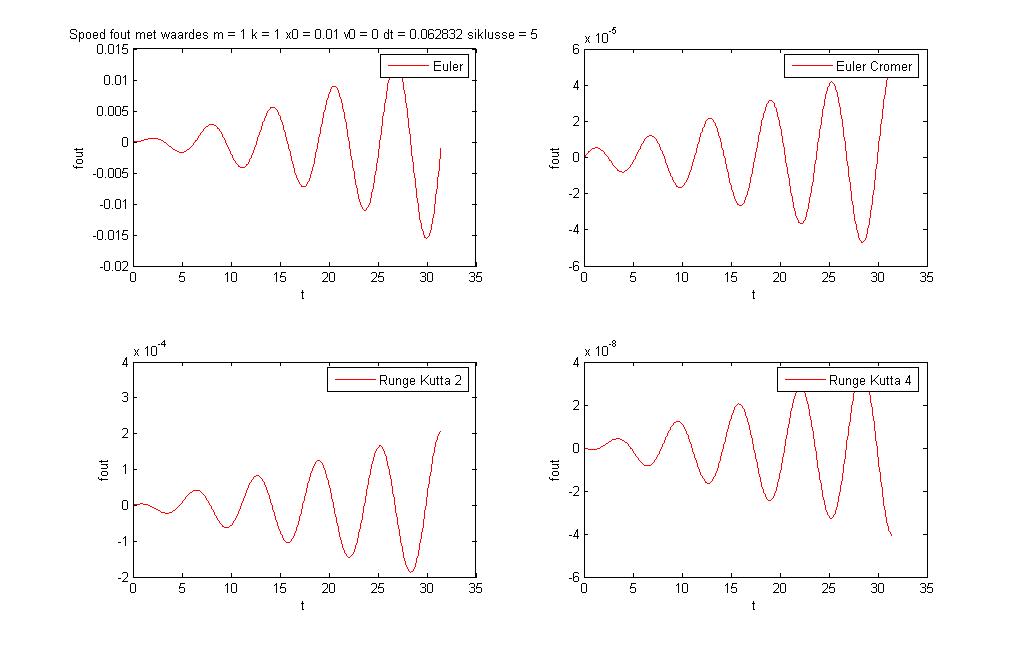 Spoed fout met waardes m = 1 k = 1 x0 = 0.01 v0 = 0 dt = 0.062832 siklusse = 5
0.015
0.01
0.005
0
-0.005
-0.01
-0.015
-0.02
fout
Euler
0 5 10 15 20 25 30 35
t
x 10^-5
6
4
2
0
-2
-4
-6
fout
Euler Cromer
0 5 10 15 20 25 30 35
t
x 10^-4
4
3
2
1
0
-1
-2
fout
Runge Kutta 2
0 5 10 15 20 25 30 35
t
x 10^-8
4
2
0
-2
-4
-6
fout
Runge Kutta 4
0 5 10 15 20 25 30 35
t